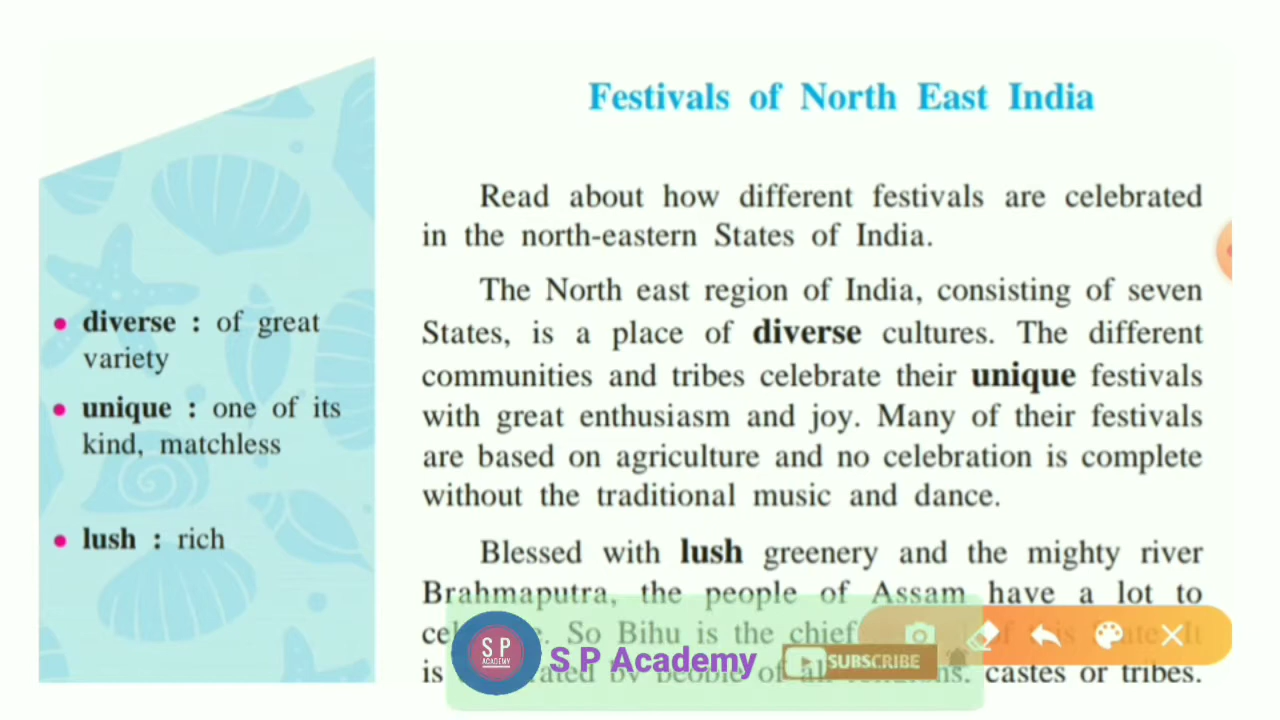 Festivals of North East India
Read about how different festivals are celebrated
in the north-eastern States of India.
The North east region of India, consisting of seven
States, is a place of diverse cultures. The different
communities and tribes celebrate their unique festivals
with great enthusiasm and joy. Many of their festivals
are based on agriculture and no celebration is complete
without the traditional music and dance.
Blessed with lush greenery and the mighty river
Brahmaputra, the people of Assam have a lot to
So Bihu is the chief
is by people of all castes or tribes.
• diverse : of great
variety
• unique : one of its
kind, matchless
• lush : rich
S P
ACADEMY
S.P Academy
SUBSCRIBE